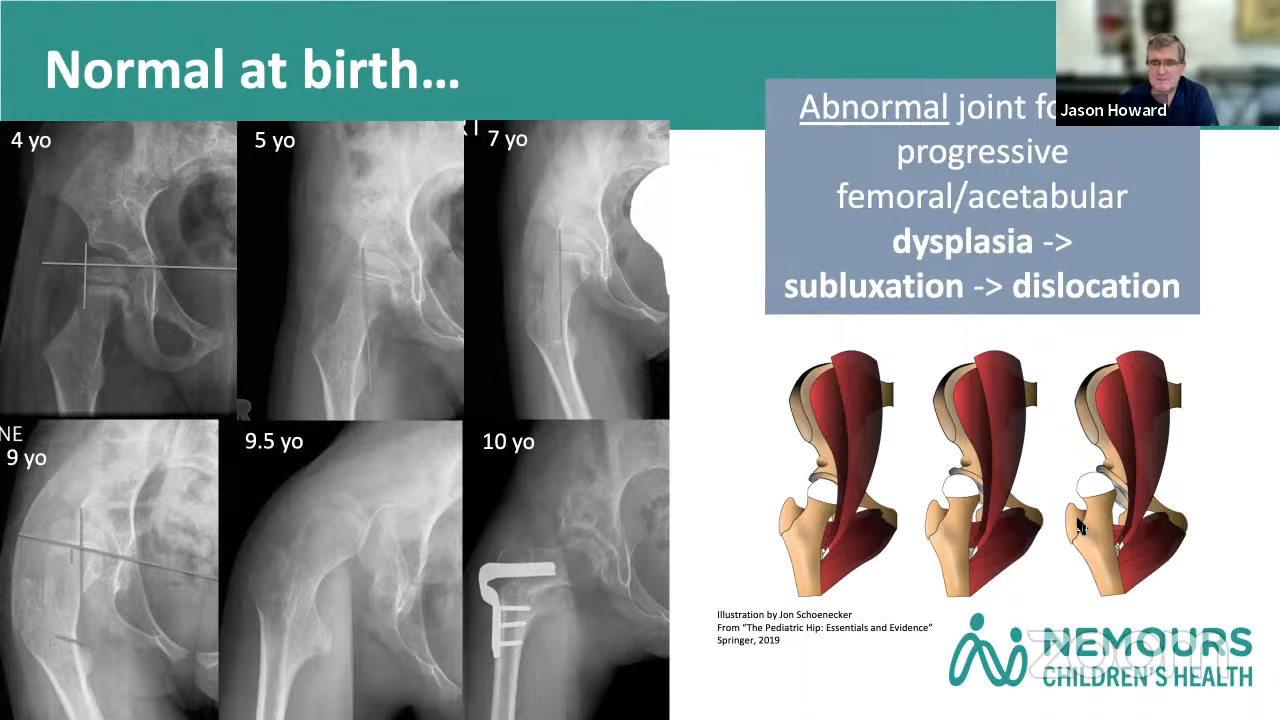 Normal at birth…
Jason Howard
4 yo
5 yo
7 yo
9 yo
9.5 yo
10 yo
NE
R
Abnormal joint
progressive
femoral/acetabular
dysplasia ->
subluxation -> dislocation
Illustration by Jon Schoenecker
From "The Pediatric Hip: Essentials and Evidence"
Springer, 2019
NEMOURS
CHILDREN'S HEALTH
zoom